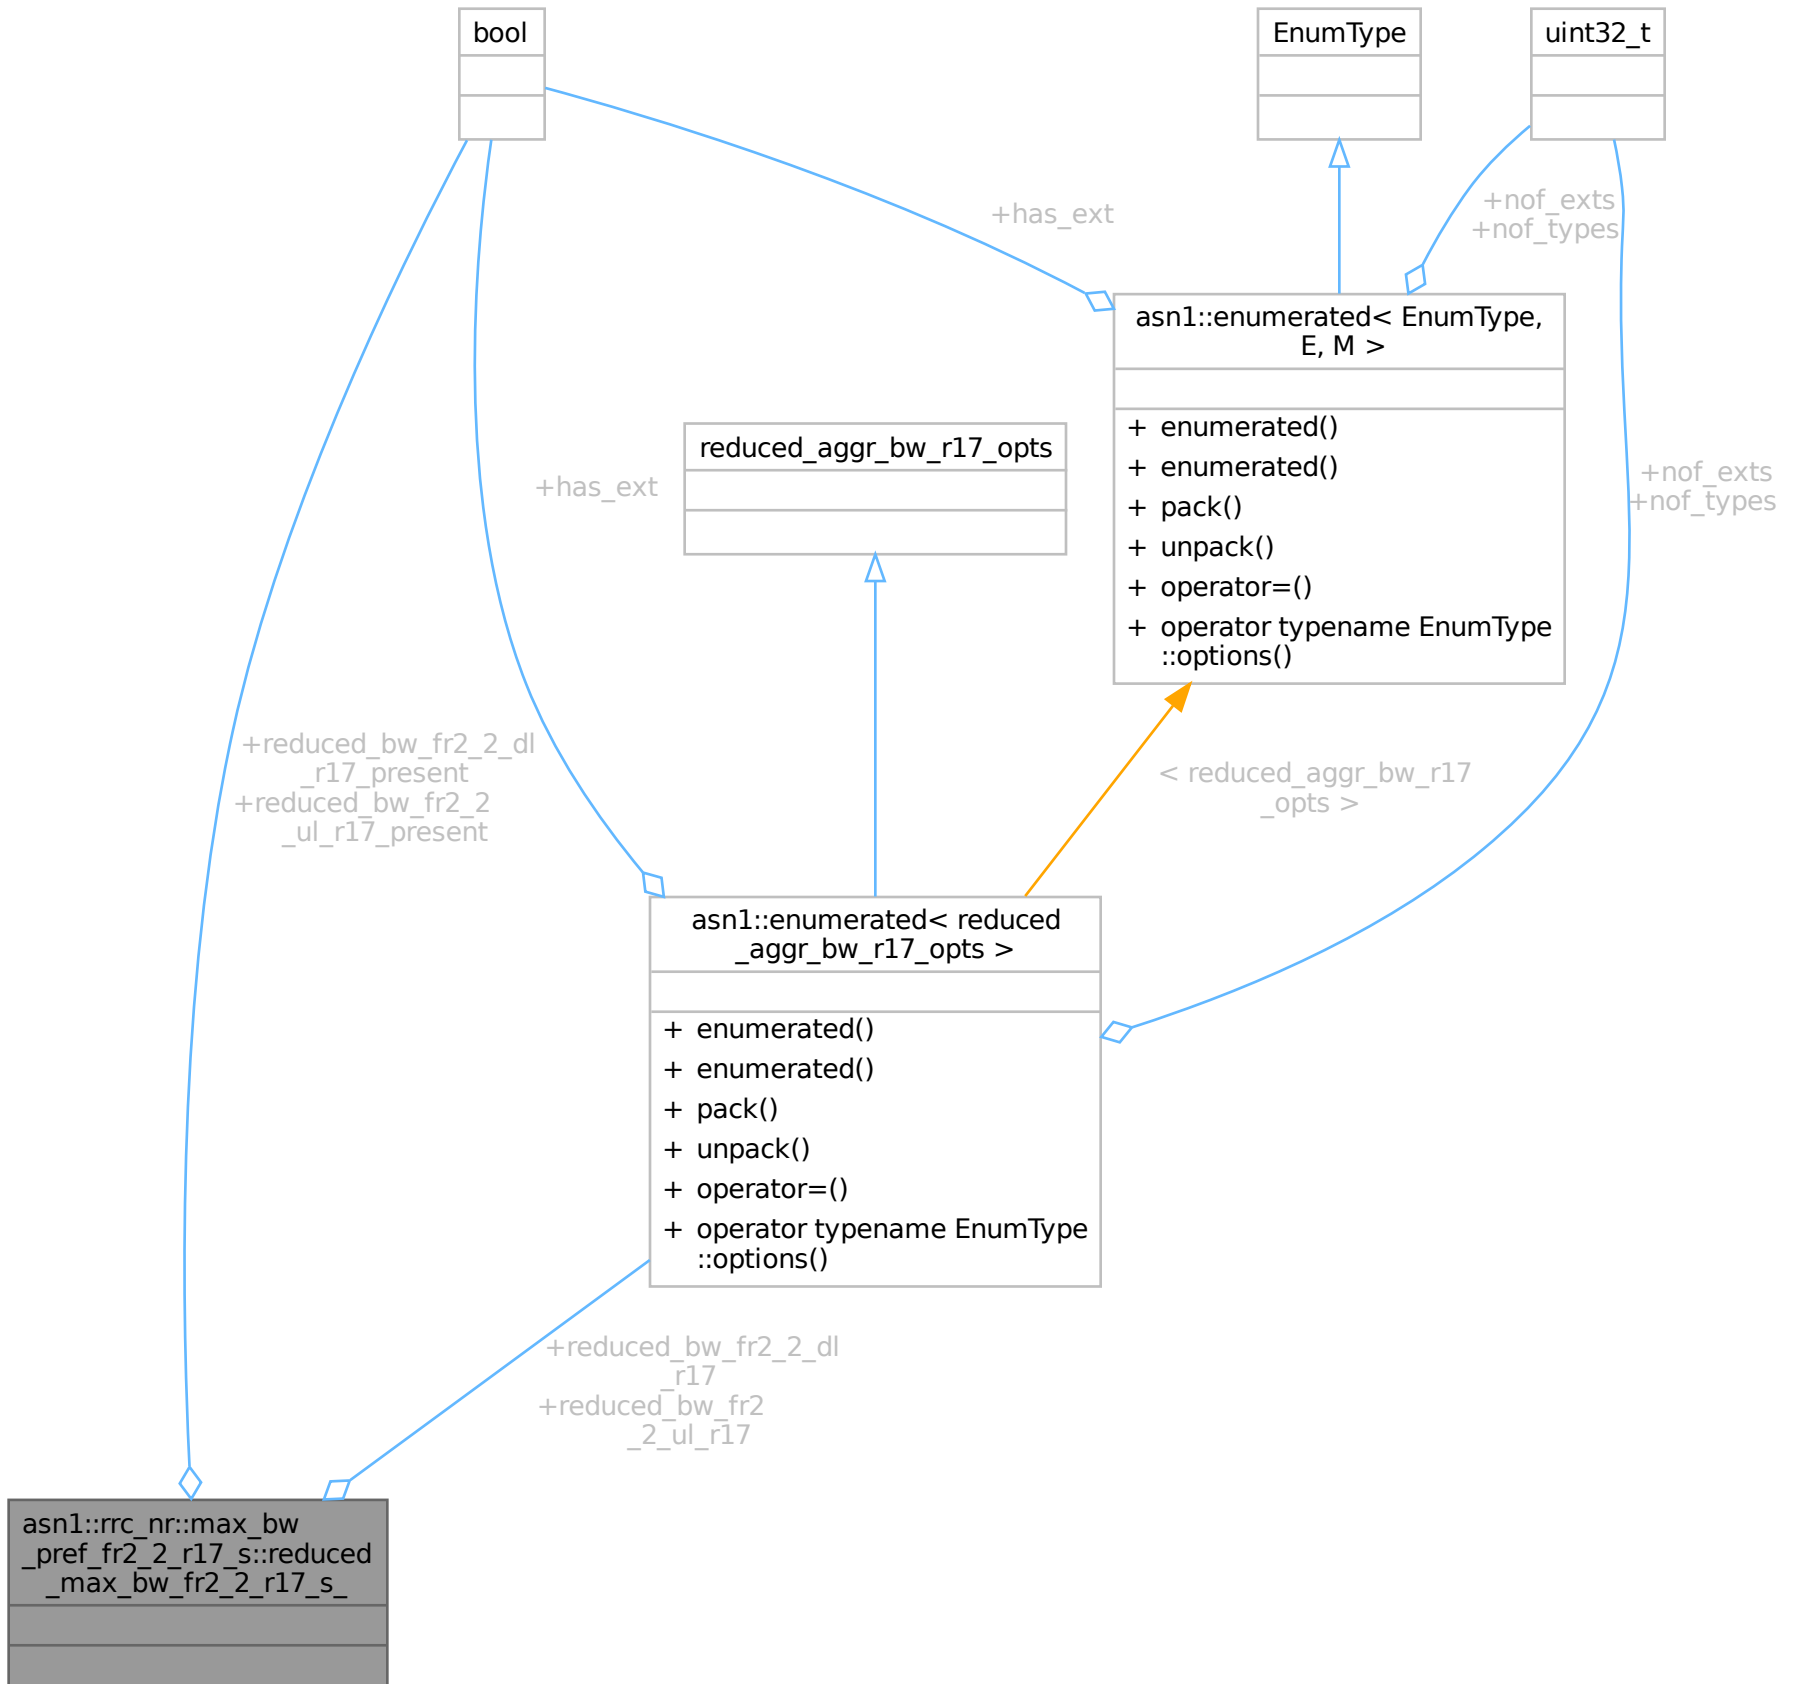 bool
EnumType
uint32_t
+nof_exts
+nof_types
+has_ext
asn1::enumerated< EnumType,
E, M >
+ enumerated()
+ enumerated()
+ pack()
+ unpack()
+ operator=()
+ operator typename EnumType
::options()
reduced_aggr_bw_r17_opts
+has_ext
+nof_exts
+nof_types
+reduced_bw_fr2_2_dl
_r17_present
+reduced_bw_fr2_2
_ul_r17_present
< reduced_aggr_bw_r17
_opts >
asn1::enumerated< reduced
_aggr_bw_r17_opts >
+ enumerated()
+ enumerated()
+ pack()
+ unpack()
+ operator=()
+ operator typename EnumType
::options()
+reduced_bw_fr2_2_dl
_r17
+reduced_bw_fr2
_2_ul_r17
asn1::rrc_nr::max_bw
_pref_fr2_2_r17_s::reduced
_max_bw_fr2_2_r17_s_